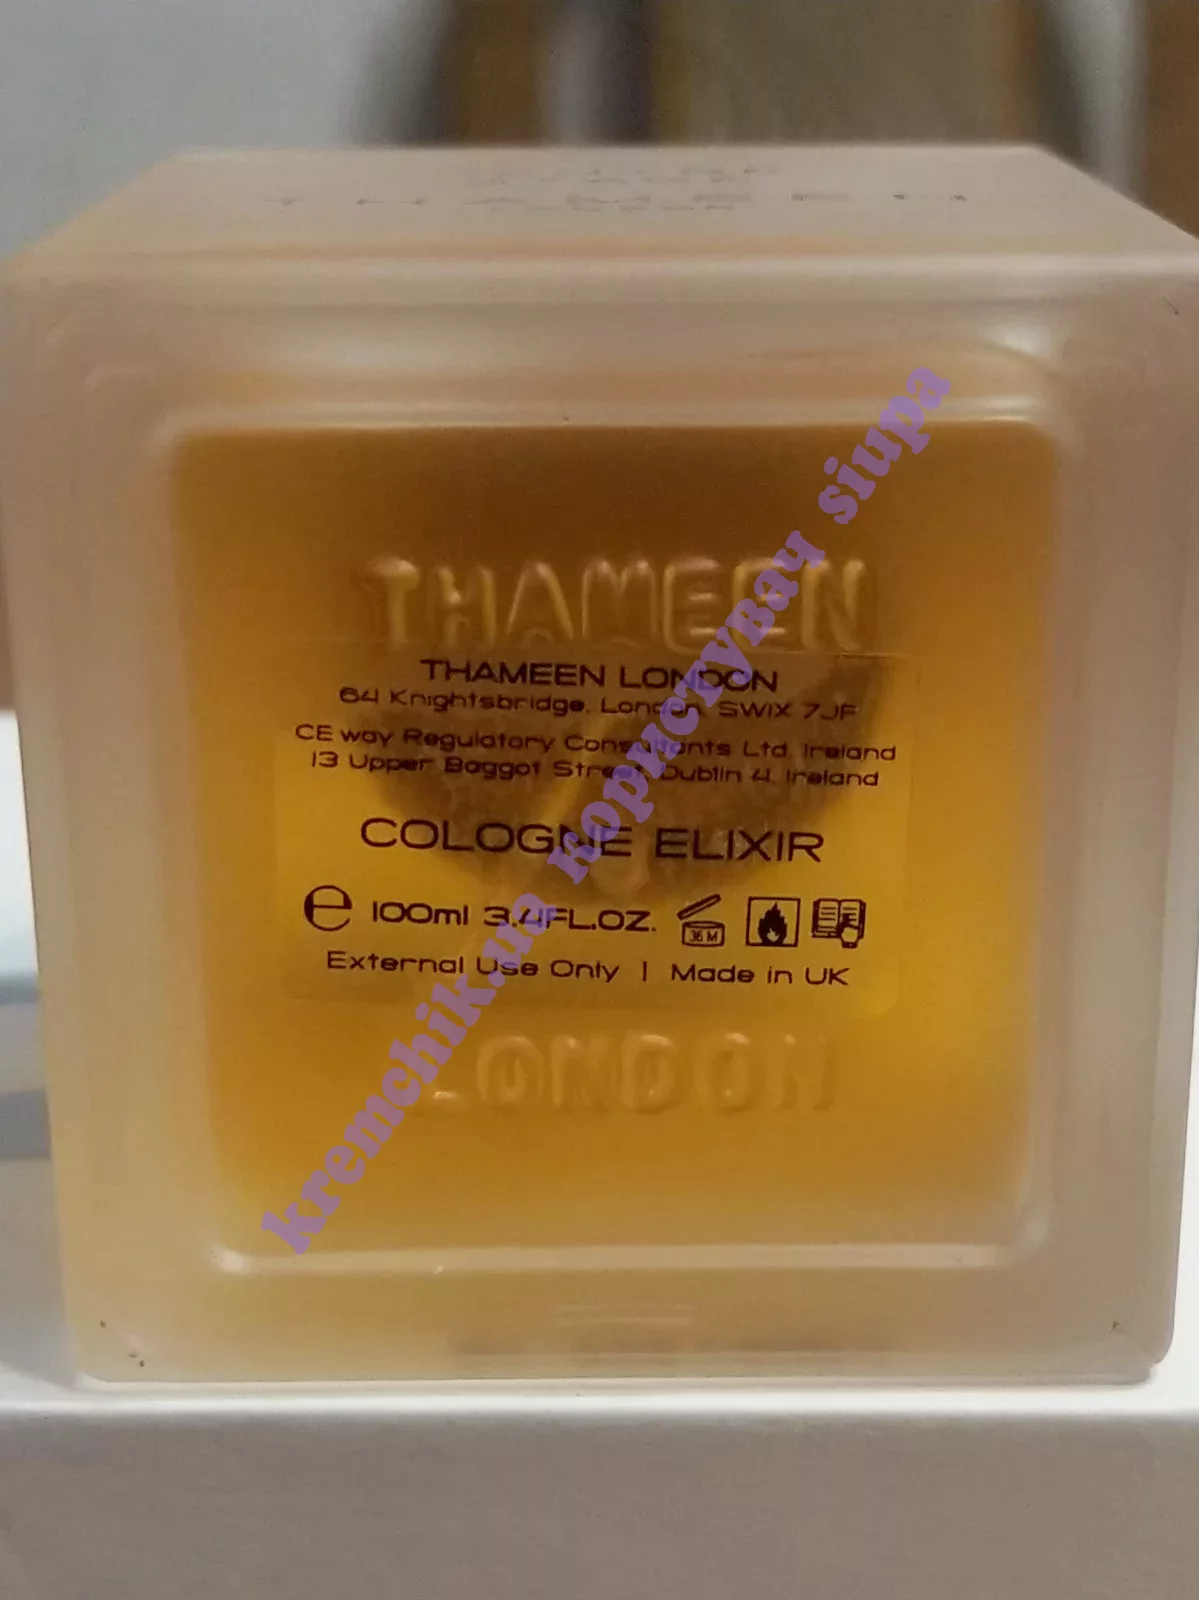 THAMEEN
THAMEEN
THAMEEN LONDON
64 Knightsbridge, London, SW1X 7JF
CE way Regulatory Consultants Ltd. Ireland
13 Upper Baggot Street Dublin 4. Ireland
COLOGNE ELIXIR
e 100ml 3.4FL.OZ. 36 M
External Use Only | Made in UK
LONDON
kremchik.ua користувач siupa